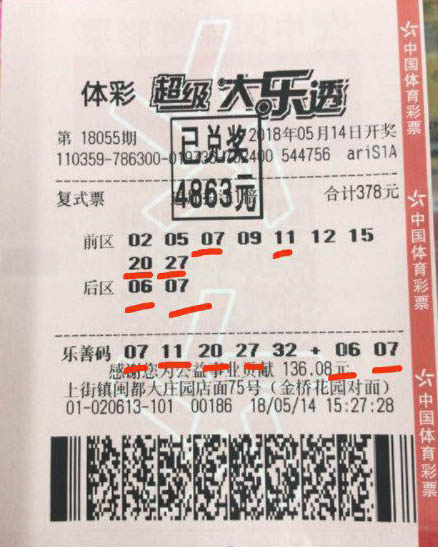 体彩 超级大乐透
第 18055期 2018年05月14日开奖
110359-786300- 400 544756 ariS1A
已兑奖
4863元
复式票 合计378元
前区 02 05 07 09 11 12 15
20 27
后区 06 07
乐善码 07 11 20 27 32 + 06 07
感谢您为公益事业贡献 136.08元
上街镇闽都大庄园店面75号（金桥花园对面）
01-020613-101 00186 18/05/14 15:27:28
中国体育彩票
中国体育彩票
中国体育彩票